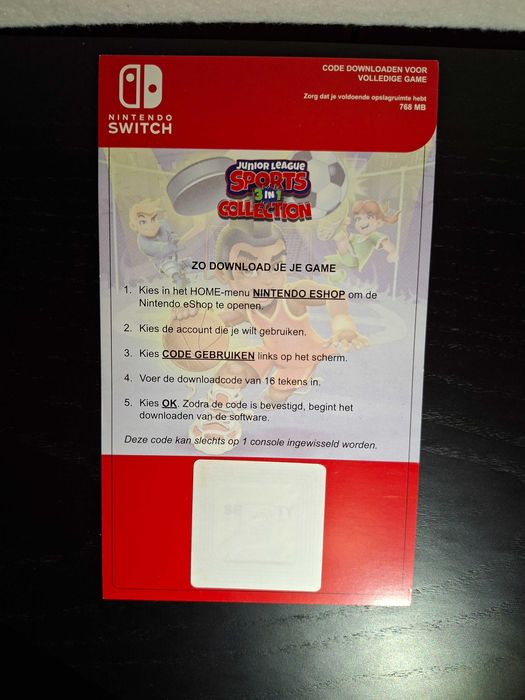 NINTENDO
SWITCH
CODE DOWNLOADEN VOOR
VOLLEDIGE GAME
Zorg dat je voldoende opslagruimte hebt
768 MB
JUNIOR LEAGUE
SPORTS
3 IN 1
COLLECTION
ZO DOWNLOAD JE JE GAME
1. Kies in het HOME-menu NINTENDO ESHOP om de
Nintendo eShop te openen.
2. Kies de account die je wilt gebruiken.
3. Kies CODE GEBRUIKEN links op het scherm.
4. Voer de downloadcode van 16 tekens in.
5. Kies OK. Zodra de code is bevestigd, begint het
downloaden van de software.
Deze code kan slechts op 1 console ingewisseld worden.